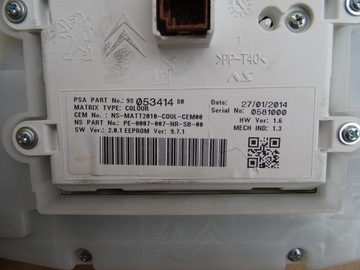 >PP-T40<
PSA PART No.: 98 053414 80
MATRIX TYPE: COLOUR
CEM No.: NS-MATT2010-COUL-CEM00
NS PART No.: PE-0807-007-NR-SB-00
SW Ver.: 2.0.1 EEPROM Ver: 9.7.1
Date: 27/01/2014
Serial No: 0581000
HW Ver: 1.6
MECH IND: 1.3